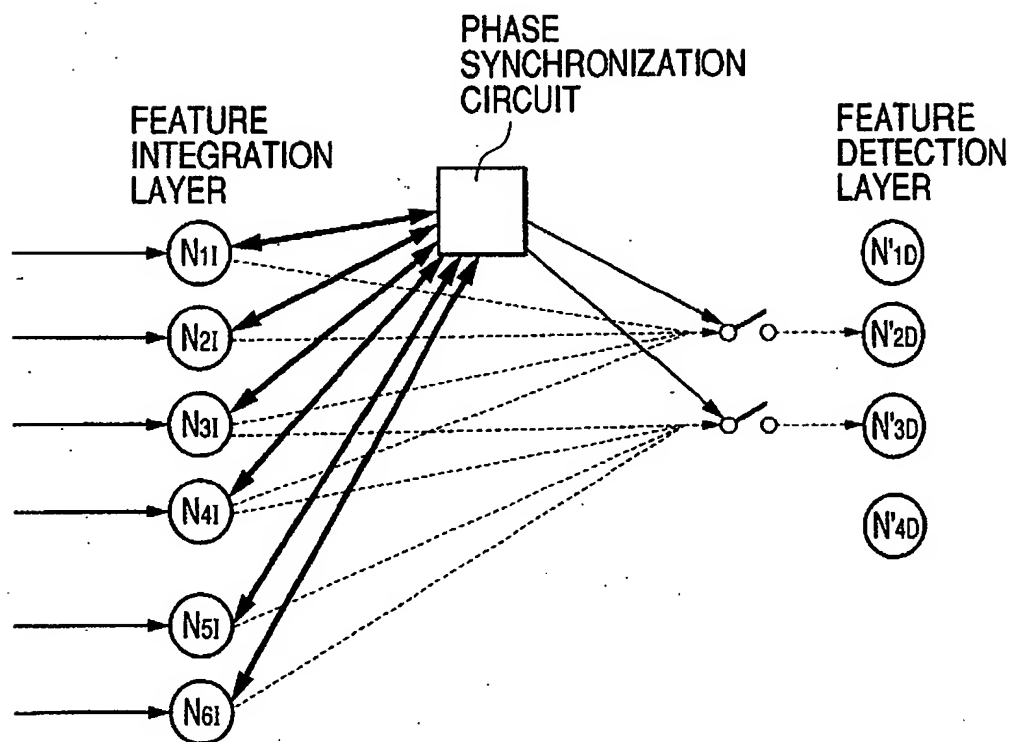 PHASE
SYNCHRONIZATION
CIRCUIT
FEATURE
INTEGRATION
LAYER
FEATURE
DETECTION
LAYER
N1I
N2I
N3I
N4I
N5I
N6I
N'1D
N'2D
N'3D
N'4D